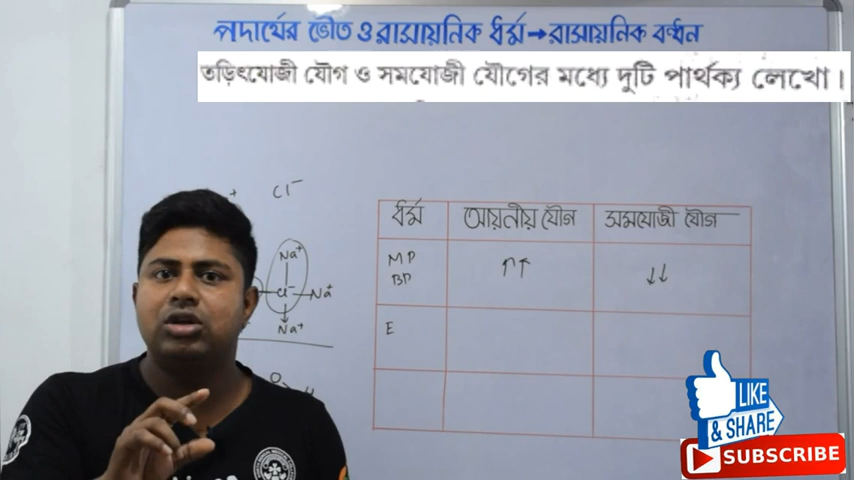 পদার্থের ভৌত ও রাসায়নিক ধর্ম → রাসায়নিক বন্ধন
তড়িৎযোজী যৌগ ও সমযোজী যৌগের মধ্যে দুটি পার্থক্য লেখো।
+ Cl⁻
Na⁺
Cl⁻ Na⁺
Na⁺
ধর্ম আয়নীয় যৌগ সমযোজী যৌগ
MP ↑↑ ↓↓
BP
E
LIKE
& SHARE
SUBSCRIBE